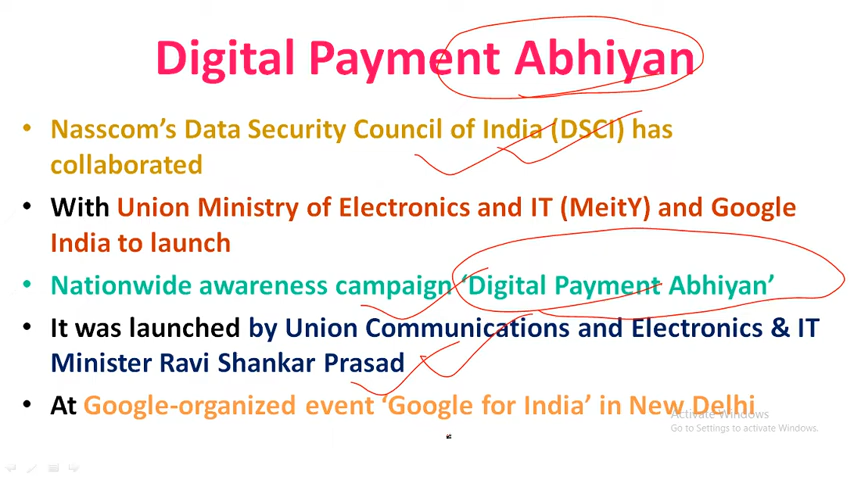 Digital Payment Abhiyan
• Nasscom's Data Security Council of India (DSCI) has
collaborated
• With Union Ministry of Electronics and IT (MeitY) and Google
India to launch
• Nationwide awareness campaign ‘Digital Payment Abhiyan’
• It was launched by Union Communications and Electronics & IT
Minister Ravi Shankar Prasad
• At Google-organized event ‘Google for India’ in New Delhi
Activate Windows
Go to Settings to activate Windows.